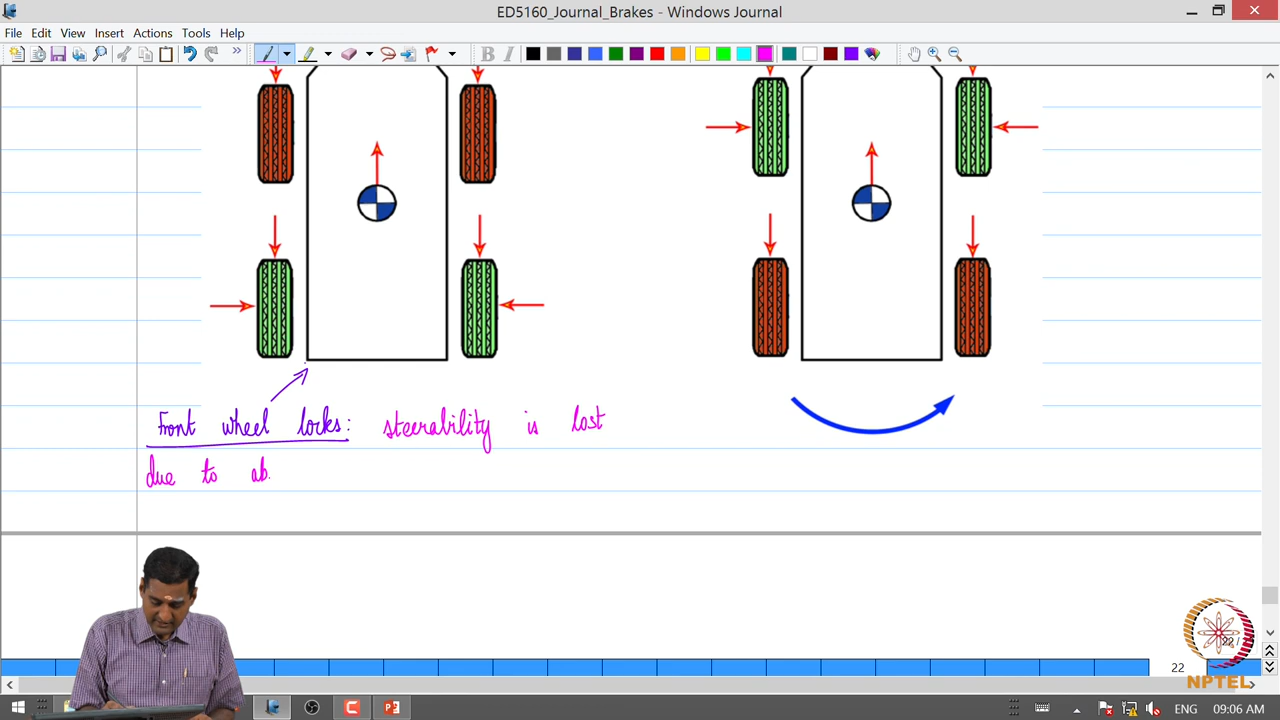 ED5160_Journal_Brakes - Windows Journal
File Edit View Insert Actions Tools Help
Front wheel locks: steerability is lost
due to ab
22 /
22
NPTEL
ENG 09:06 AM